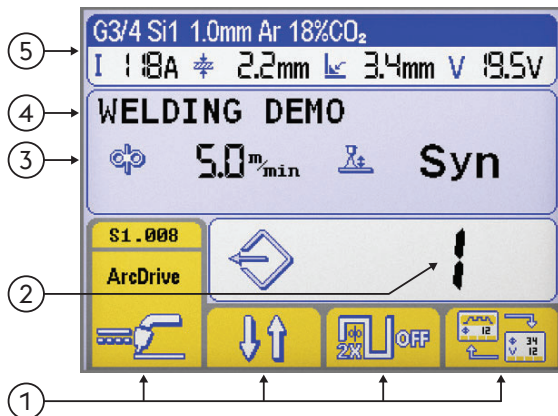 G3/4 Si1 1.0mm Ar 18%CO₂
I 118A 2.2mm 3.4mm V 19.5V
WELDING DEMO
5.0 m/min Syn
S1.008
ArcDrive
1
2X OFF
12 34
V 12
5
4
3
2
1